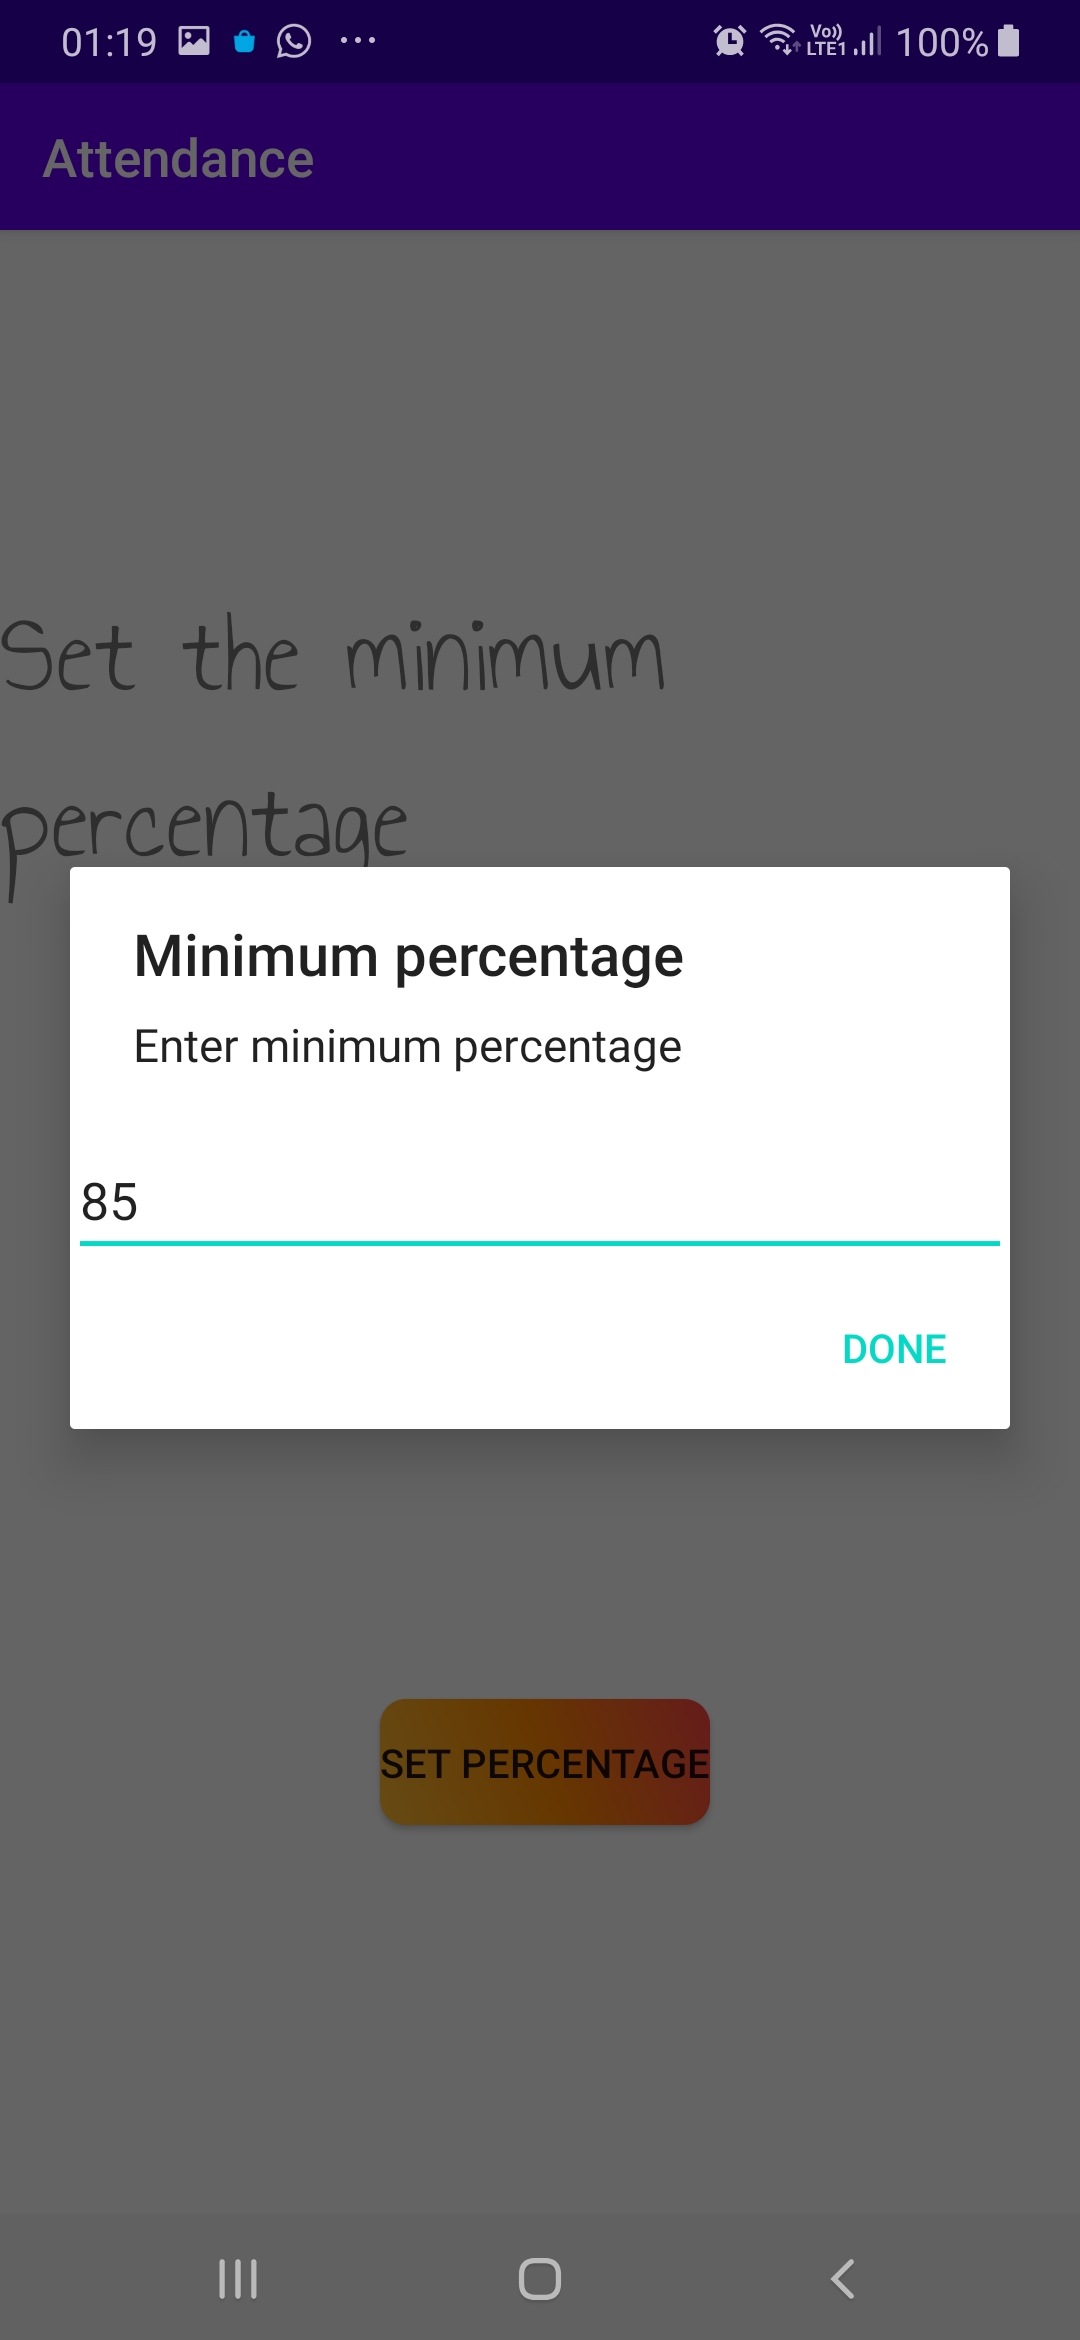 01:19
Vo)) LTE1 100%
Attendance
Set the minimum
percentage
Minimum percentage
Enter minimum percentage
85
DONE
SET PERCENTAGE